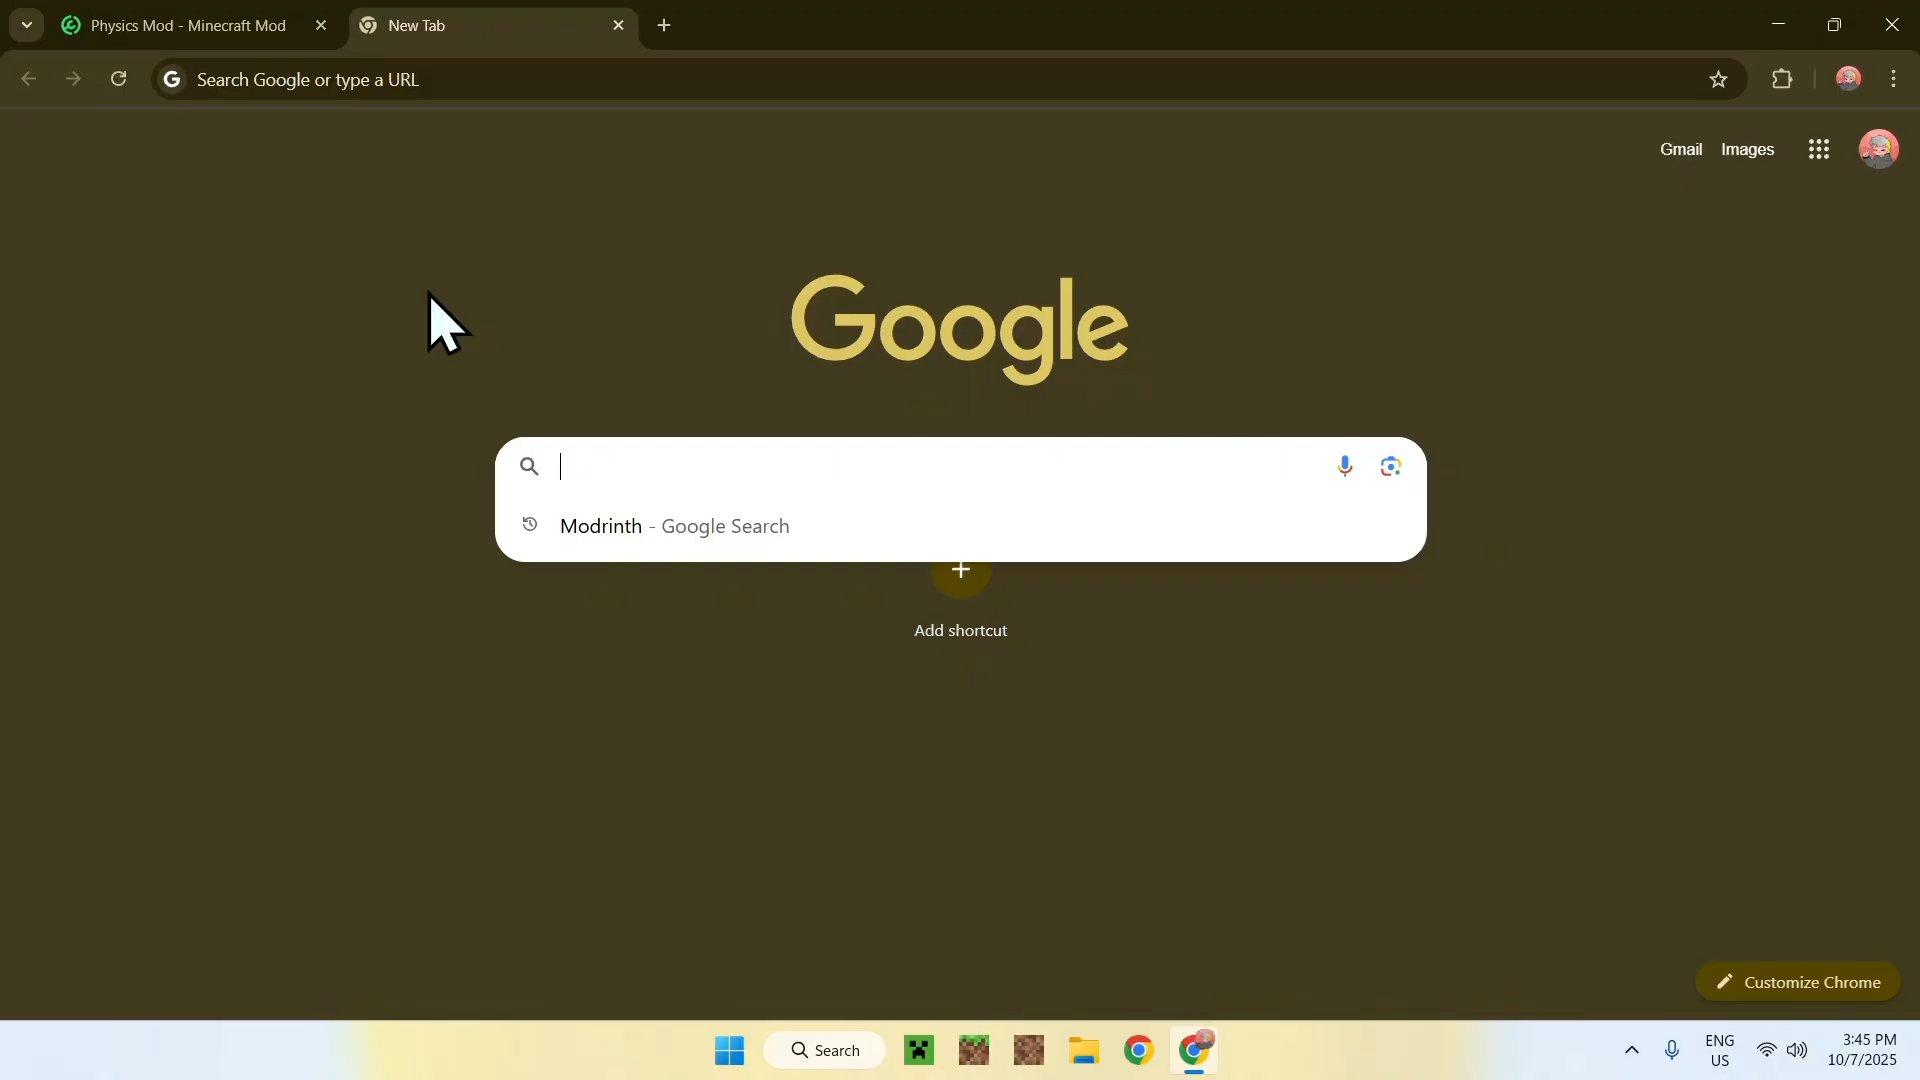 Physics Mod - Minecraft Mod
New Tab
Search Google or type a URL
Gmail Images
Google
Modrinth - Google Search
Add shortcut
Customize Chrome
Search
ENG
US
3:45 PM
10/7/2025